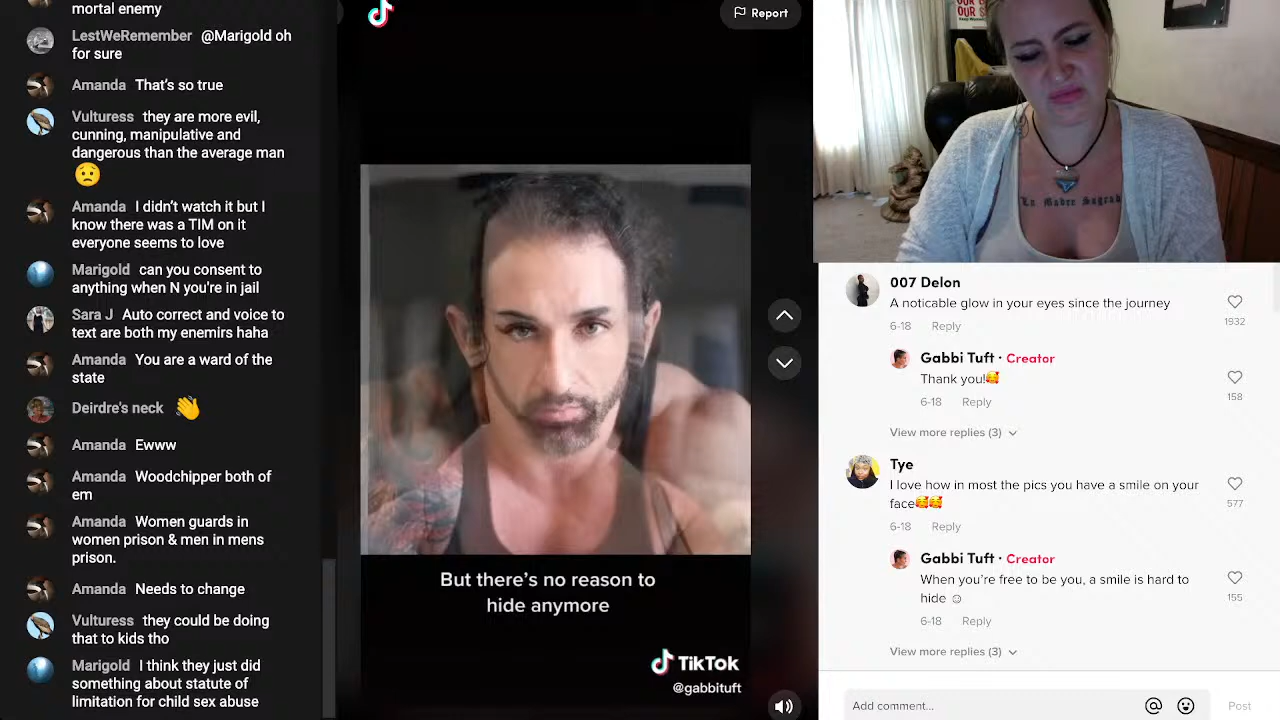 mortal enemy
LestWeRemember @Marigold oh
for sure
Amanda That's so true
Vulturess they are more evil,
cunning, manipulative and
dangerous than the average man
😟
Amanda I didn't watch it but I
know there was a TIM on it
everyone seems to love
Marigold can you consent to
anything when N you're in jail
Sara J Auto correct and voice to
text are both my enemirs haha
Amanda You are a ward of the
state
Deirdre's neck 👋
Amanda Ewww
Amanda Woodchipper both of
em
Amanda Women guards in
women prison & men in mens
prison.
Amanda Needs to change
Vulturess they could be doing
that to kids tho
Marigold I think they just did
something about statute of
limitation for child sex abuse
Report
But there's no reason to
hide anymore
TikTok
@gabbituft
La Madre Sagrad
007 Delon
A noticable glow in your eyes since the journey
6-18 Reply
1932
Gabbi Tuft · Creator
Thank you!🥰
6-18 Reply
158
View more replies (3)
Tye
I love how in most the pics you have a smile on your
face🥰🥰
6-18 Reply
577
Gabbi Tuft · Creator
When you're free to be you, a smile is hard to
hide ☺
6-18 Reply
155
View more replies (3)
Add comment...
@
Post